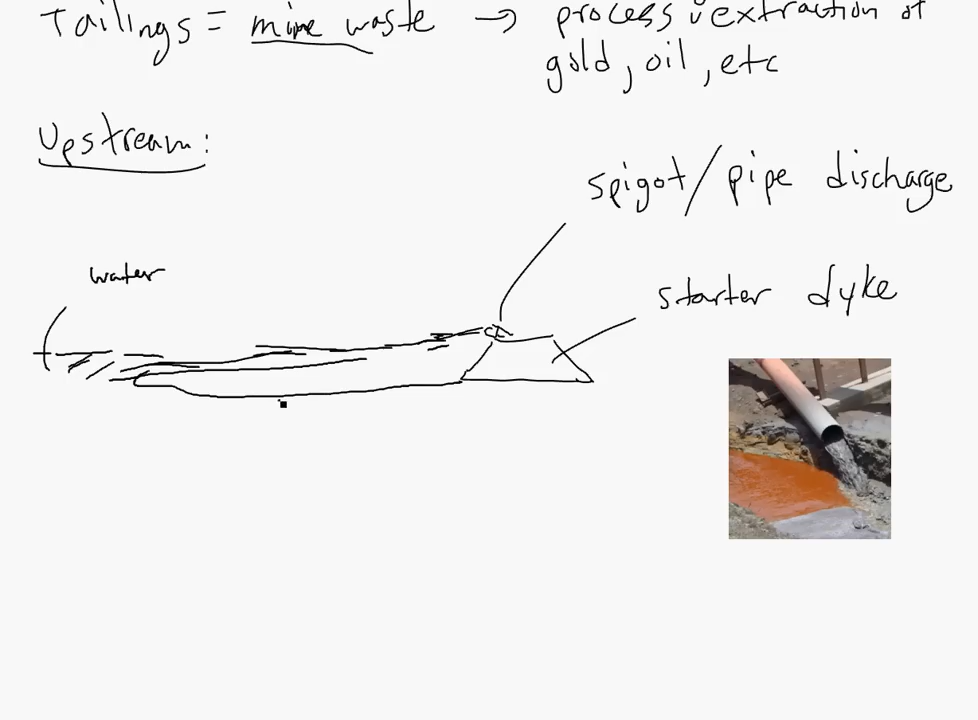 Tailings = mine waste → process & extraction of
gold, oil, etc
Upstream:
spigot/pipe discharge
water
starter dyke